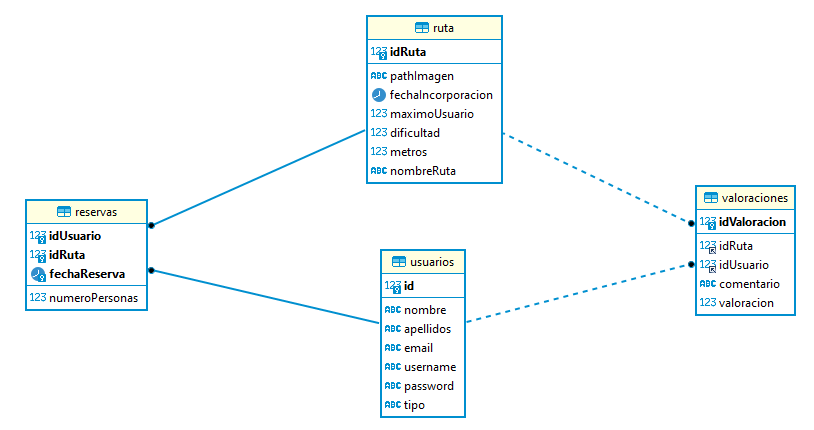 ruta
123 idRuta
ABC pathImagen
fechaIncorporacion
123 maximoUsuario
123 dificultad
123 metros
ABC nombreRuta
reservas
123 idUsuario
123 idRuta
fechaReserva
123 numeroPersonas
usuarios
123 id
ABC nombre
ABC apellidos
ABC email
ABC username
ABC password
ABC tipo
valoraciones
123 idValoracion
123 idRuta
123 idUsuario
ABC comentario
123 valoracion